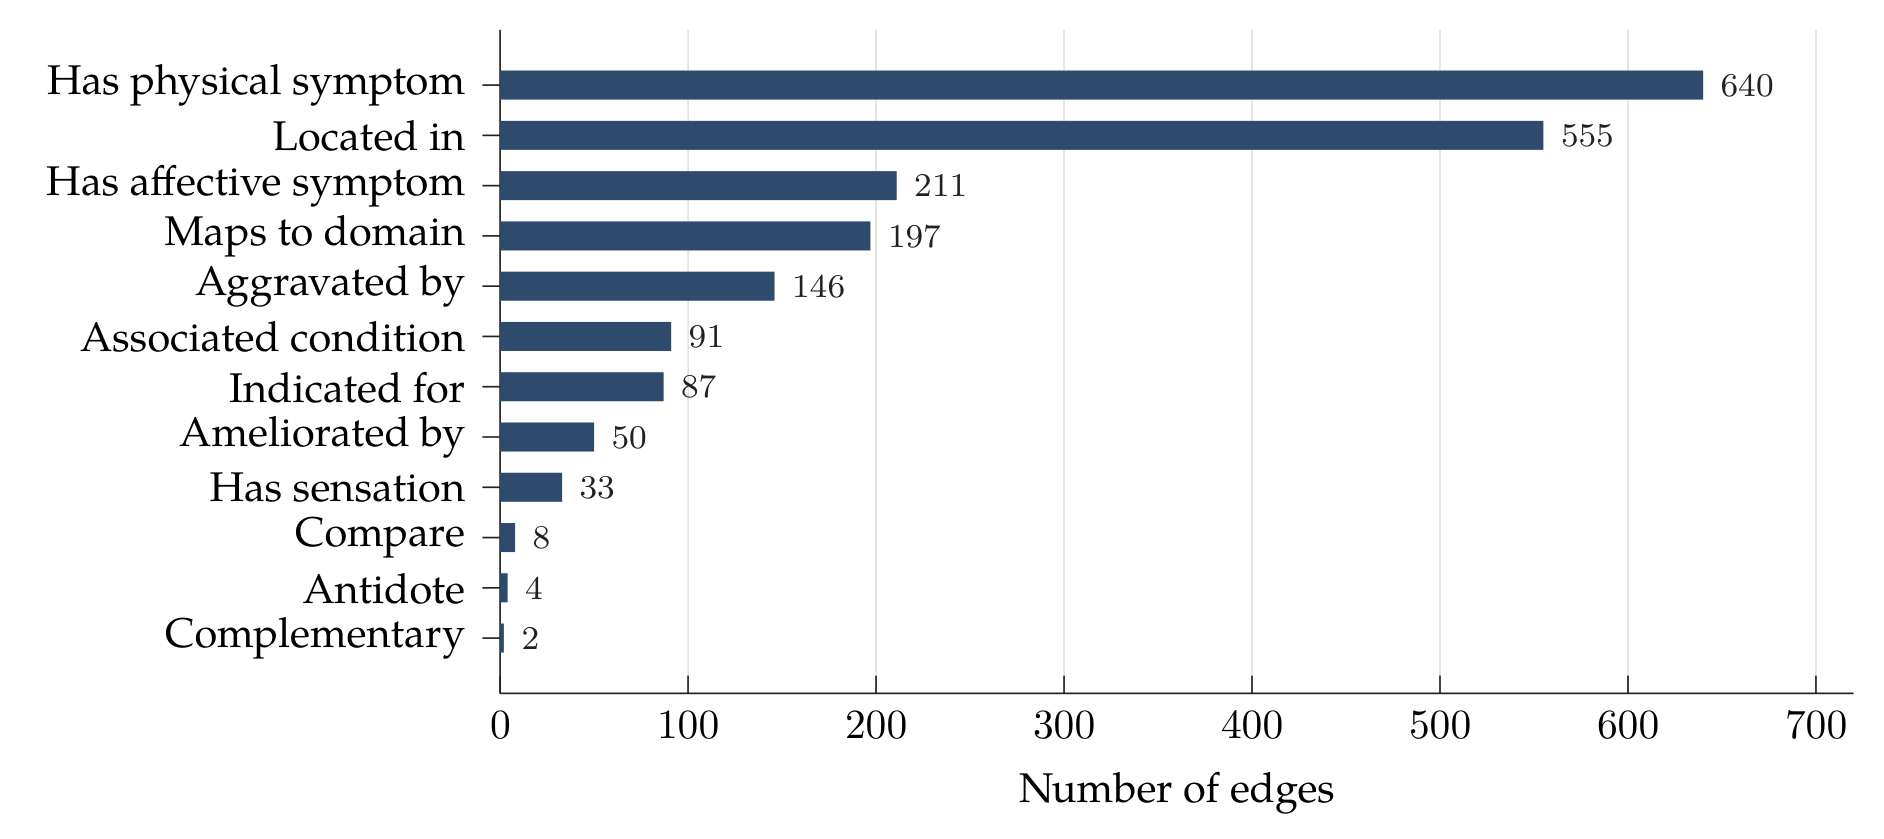 Has physical symptom 640
Located in 555
Has affective symptom 211
Maps to domain 197
Aggravated by 146
Associated condition 91
Indicated for 87
Ameliorated by 50
Has sensation 33
Compare 8
Antidote 4
Complementary 2
0 100 200 300 400 500 600 700
Number of edges